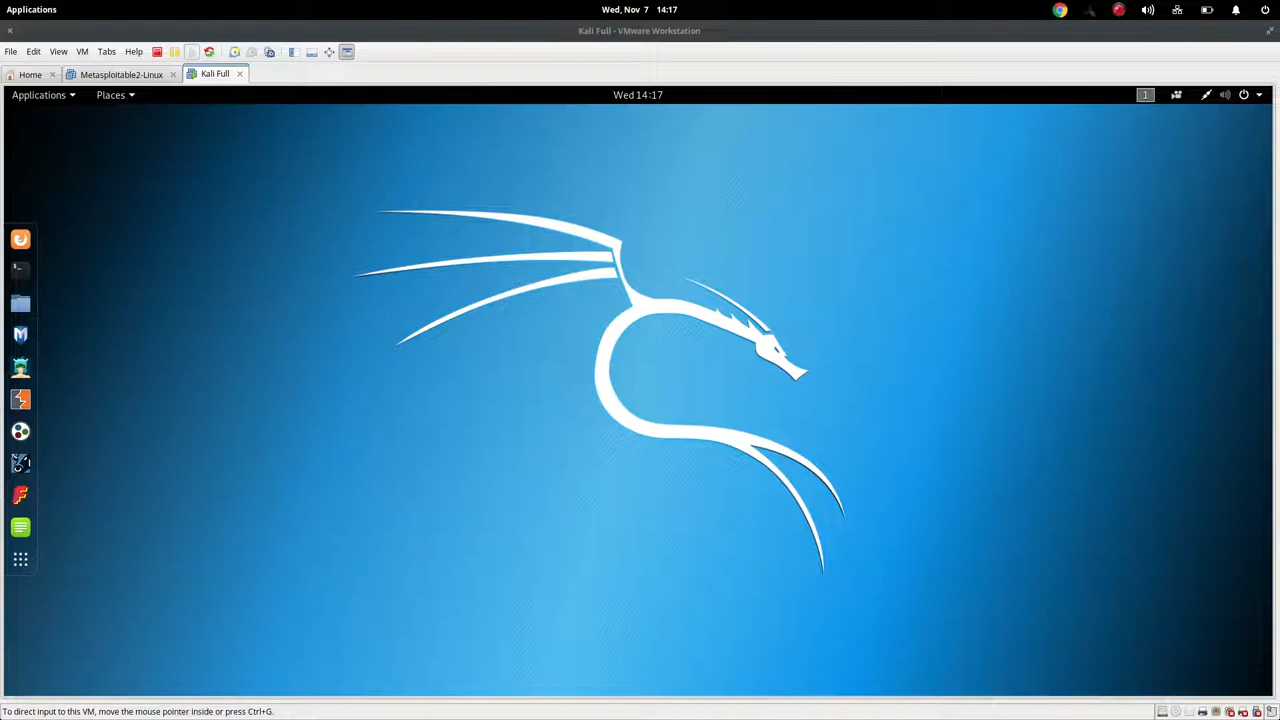 Applications
Wed, Nov 7 14:17
Kali Full - VMware Workstation
File Edit View VM Tabs Help
Home Metasploitable2-Linux Kali Full
Applications Places Wed 14:17 1
To direct input to this VM, move the mouse pointer inside or press Ctrl+G.